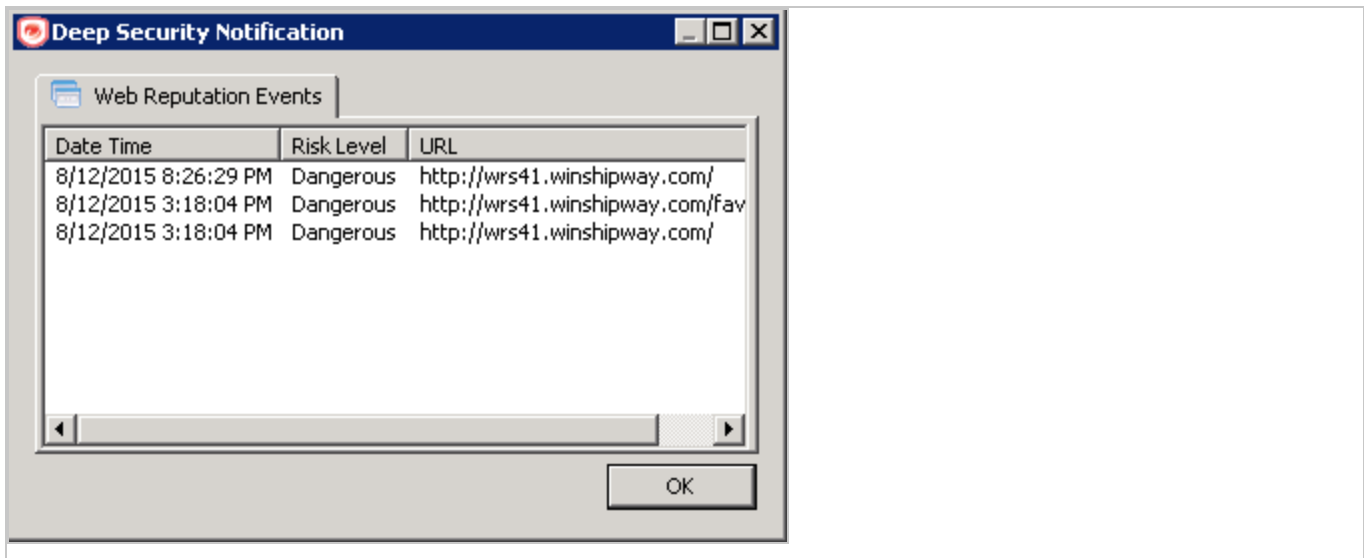 Deep Security Notification
Web Reputation Events
Date Time Risk Level URL
8/12/2015 8:26:29 PM Dangerous http://wrs41.winshipway.com/
8/12/2015 3:18:04 PM Dangerous http://wrs41.winshipway.com/fav
8/12/2015 3:18:04 PM Dangerous http://wrs41.winshipway.com/
OK